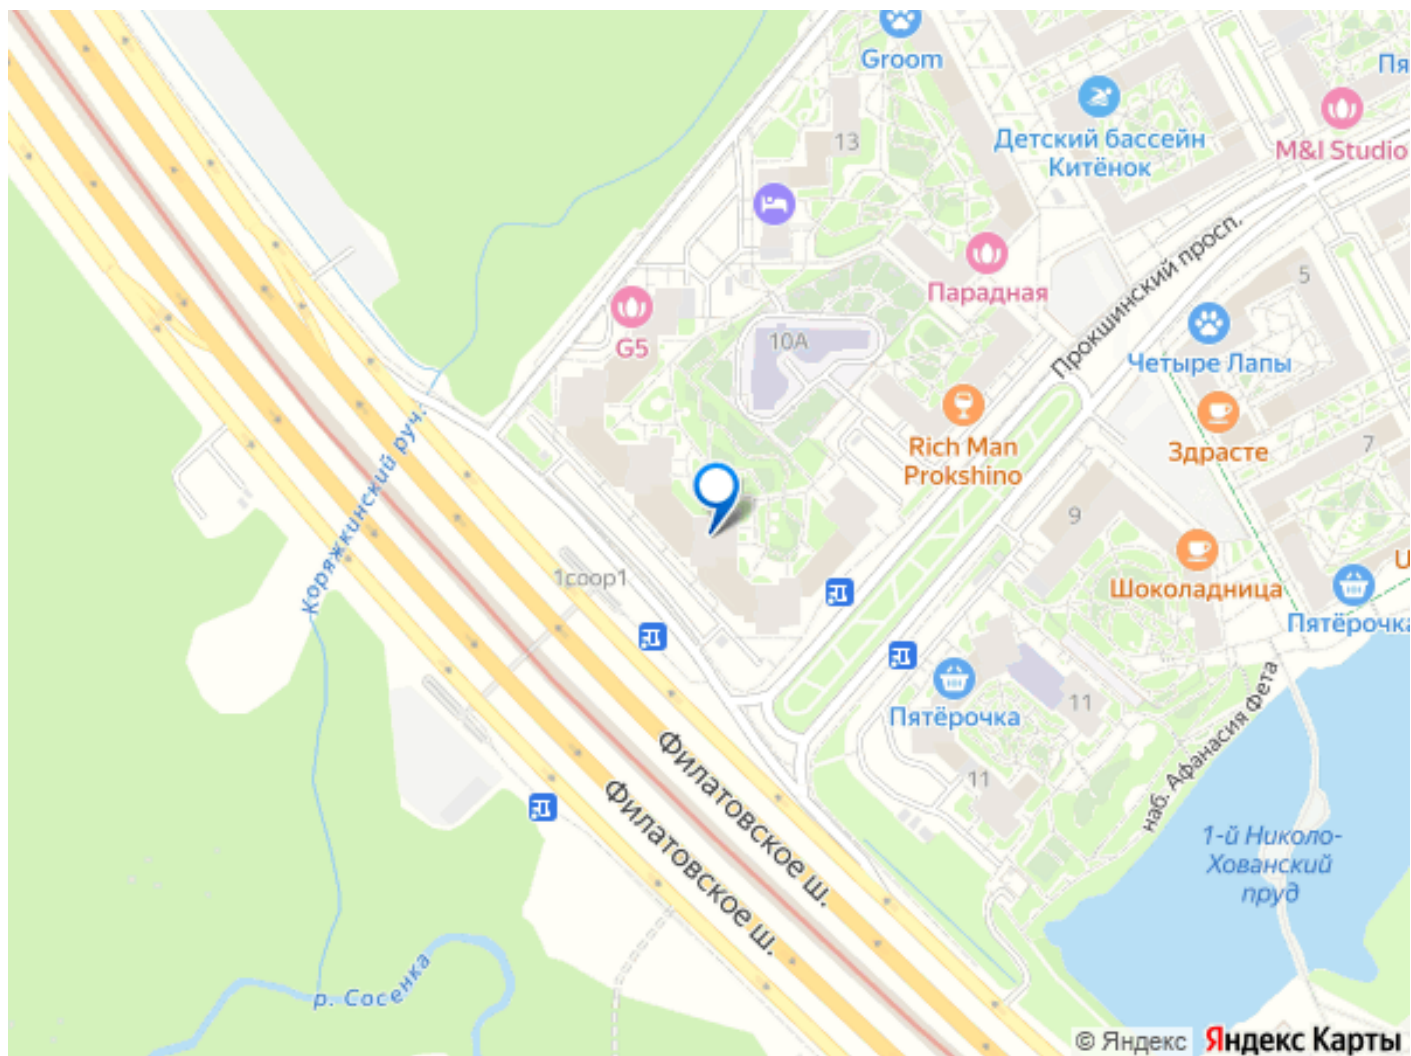 Groom
Пя
Детский бассейн
Китёнок
M&I Studio
13
Прокшинский просп.
Парадная
5
G5
10А
Четыре Лапы
Rich Man
Prokshino
Здрасте
7
Коряжкинский руч.
9
1соор1
Шоколадница
U
Пятёрочка
Пятёрочка
11
11
наб. Афанасия Фета
Филатовское ш.
Филатовское ш.
1-й Николо-
Хованский
пруд
р. Сосенка
© Яндекс Яндекс Карты